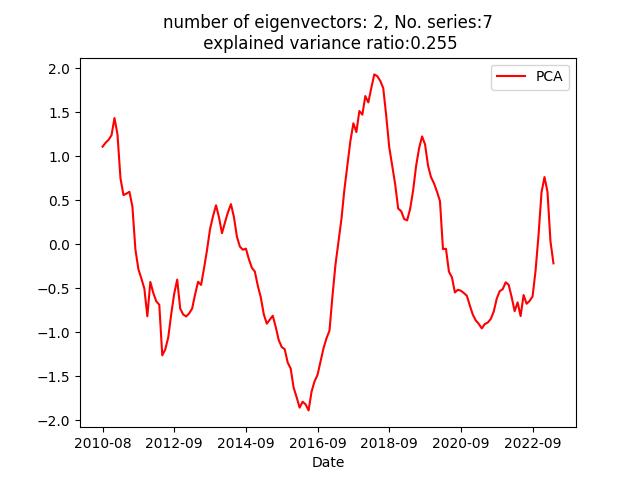 number of eigenvectors: 2, No. series:7
explained variance ratio:0.255
PCA
2.0
1.5
1.0
0.5
0.0
−0.5
−1.0
−1.5
−2.0
2010-08 2012-09 2014-09 2016-09 2018-09 2020-09 2022-09
Date